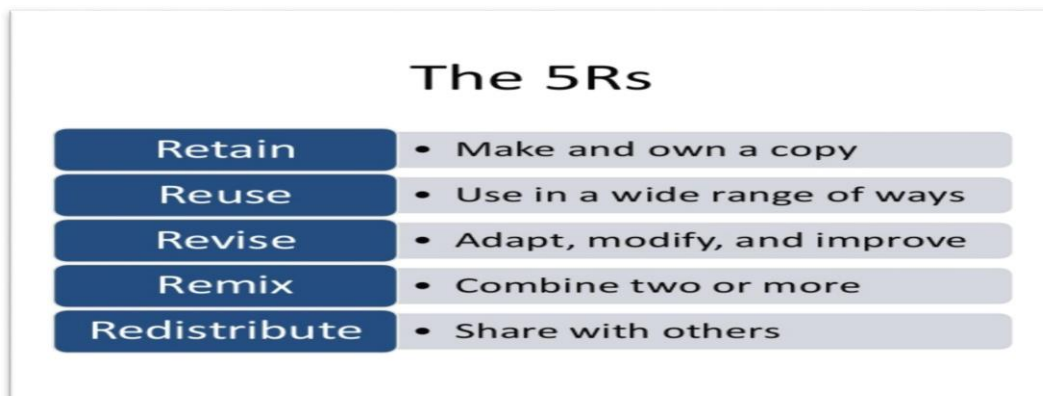 The 5Rs
Retain • Make and own a copy
Reuse • Use in a wide range of ways
Revise • Adapt, modify, and improve
Remix • Combine two or more
Redistribute • Share with others